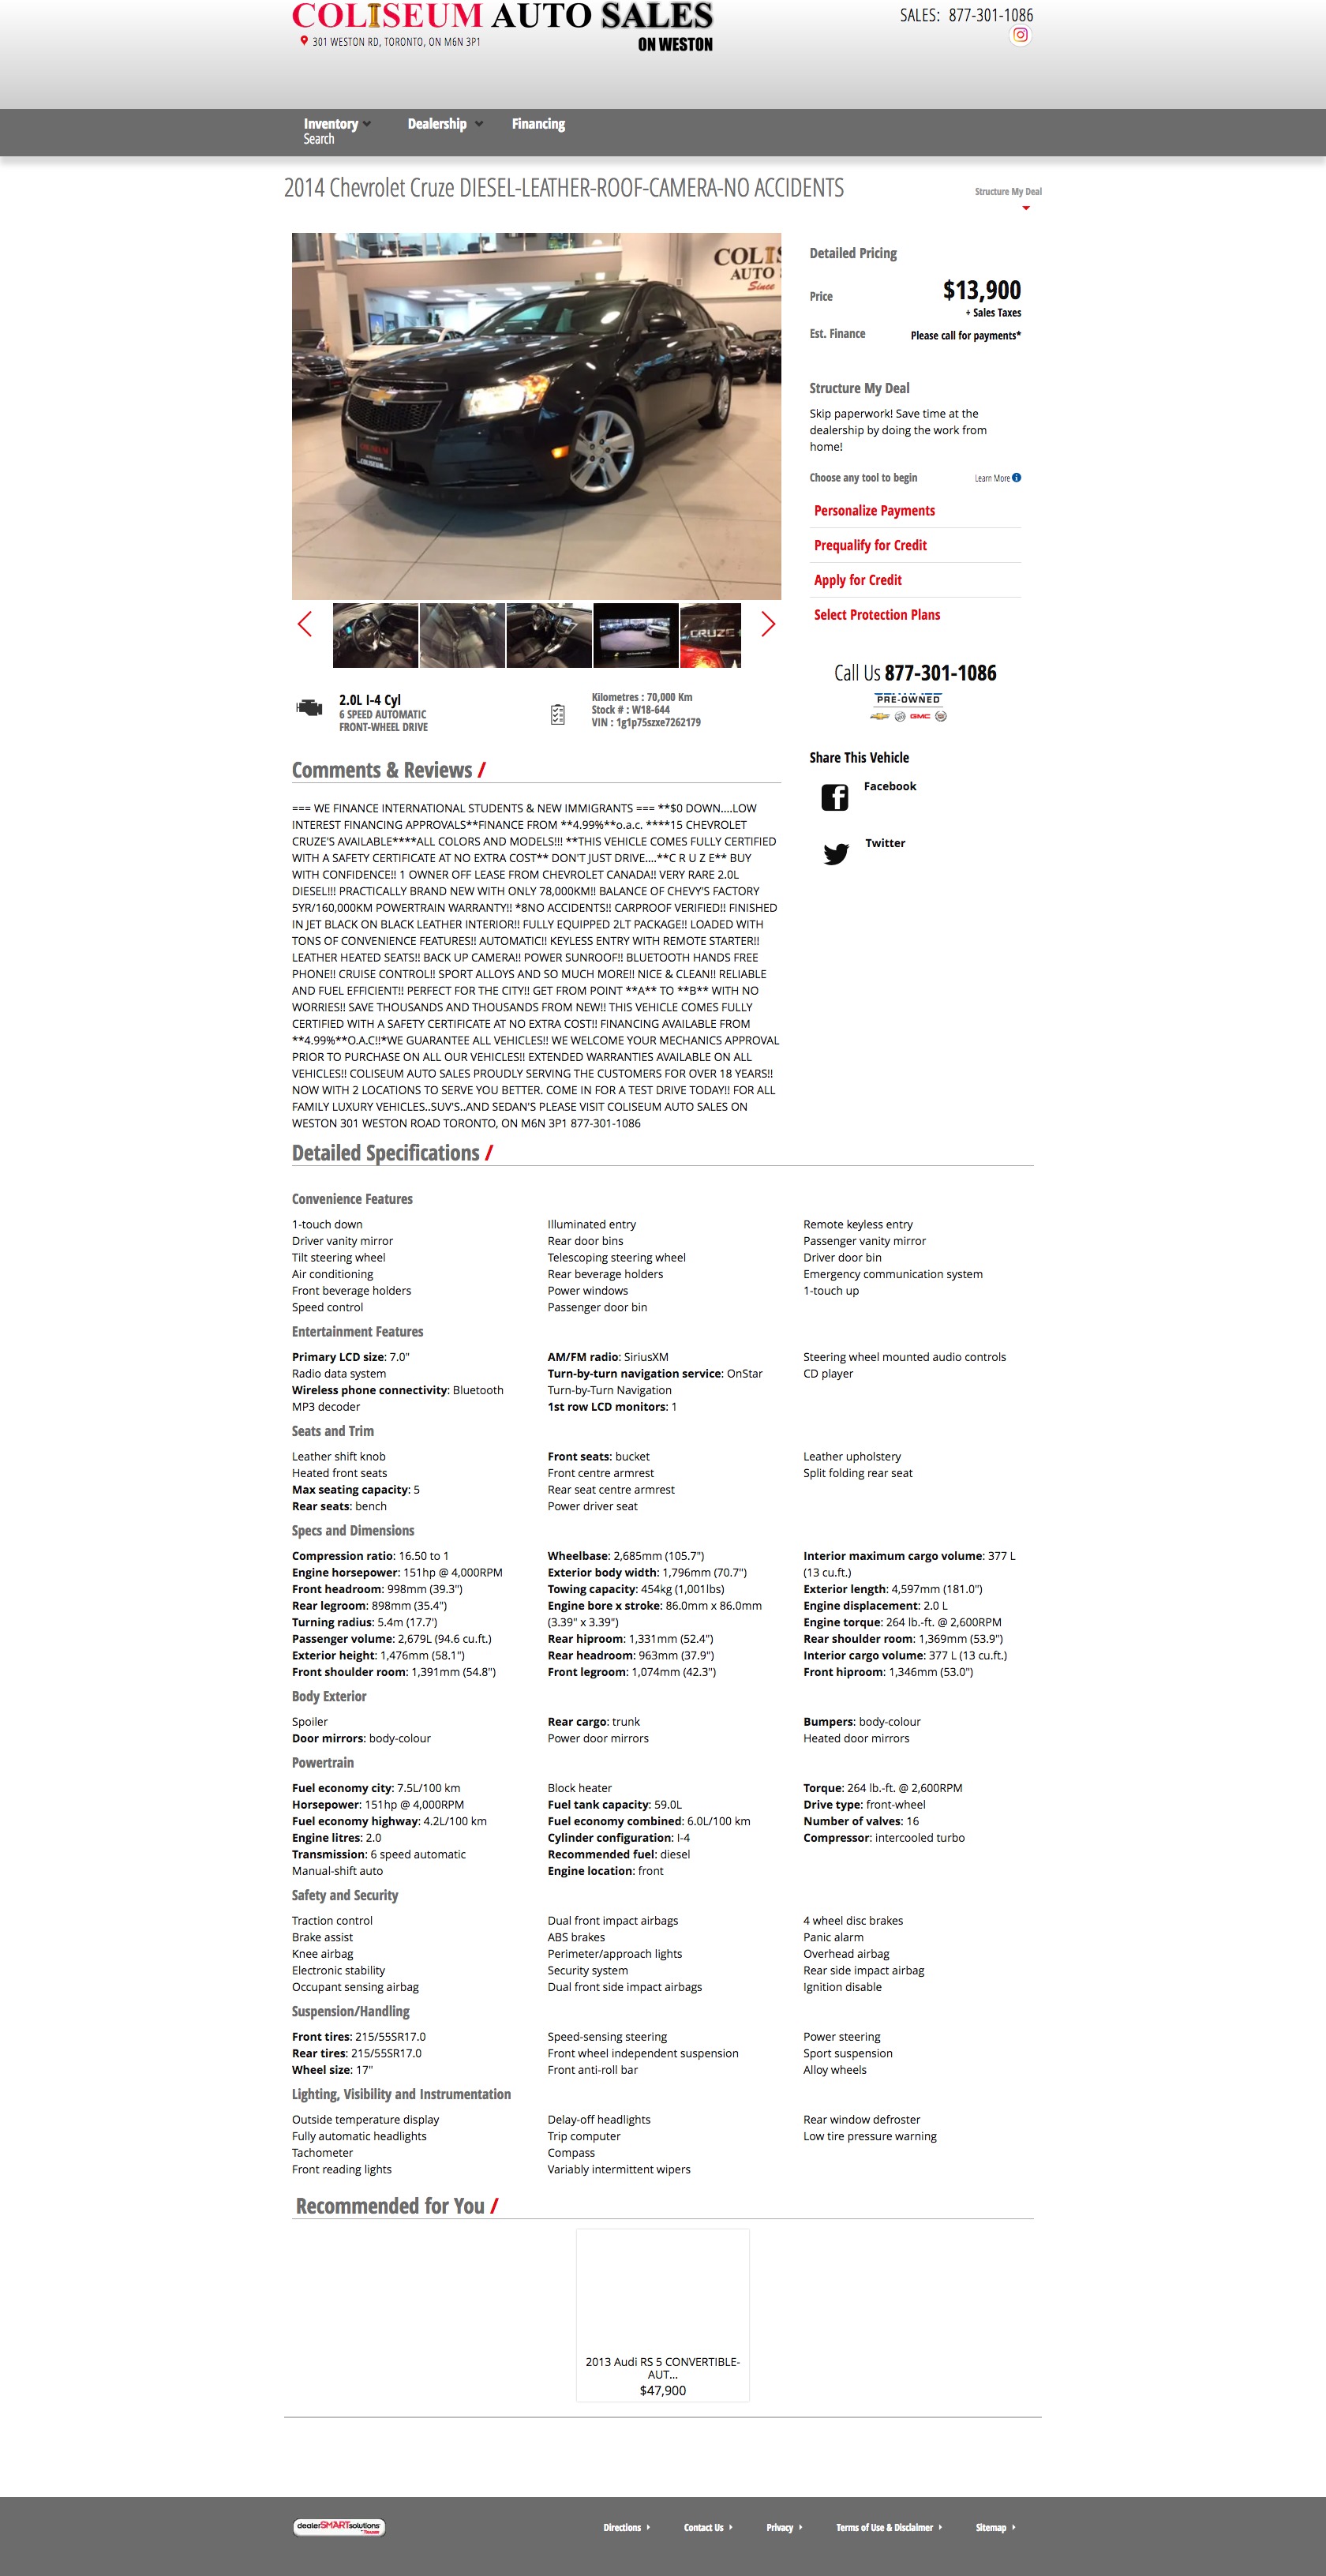 COLISEUM AUTO SALES
ON WESTON
301 WESTON RD, TORONTO, ON M6N 3P1
SALES: 877-301-1086
Inventory
Search
Dealership
Financing
2014 Chevrolet Cruze DIESEL-LEATHER-ROOF-CAMERA-NO ACCIDENTS
Structure My Deal
COLIS
AUTO
Since
COLISEUM
Detailed Pricing
Price
$13,900
+ Sales Taxes
Est. Finance
Please call for payments*
Structure My Deal
Skip paperwork! Save time at the
dealership by doing the work from
home!
Choose any tool to begin
Learn More
Personalize Payments
Prequalify for Credit
Apply for Credit
Select Protection Plans
CRUZE
Call Us 877-301-1086
CERTIFIED
PRE-OWNED
GMC
2.0L I-4 Cyl
6 SPEED AUTOMATIC
FRONT-WHEEL DRIVE
Kilometres : 70,000 Km
Stock # : W18-644
VIN : 1g1p75szxe7262179
Share This Vehicle
Facebook
Twitter
Comments & Reviews /
=== WE FINANCE INTERNATIONAL STUDENTS & NEW IMMIGRANTS === **$0 DOWN....LOW
INTEREST FINANCING APPROVALS**FINANCE FROM **4.99%**o.a.c. ****15 CHEVROLET
CRUZE'S AVAILABLE****ALL COLORS AND MODELS!!! **THIS VEHICLE COMES FULLY CERTIFIED
WITH A SAFETY CERTIFICATE AT NO EXTRA COST** DON'T JUST DRIVE....**C R U Z E** BUY
WITH CONFIDENCE!! 1 OWNER OFF LEASE FROM CHEVROLET CANADA!! VERY RARE 2.0L
DIESEL!!! PRACTICALLY BRAND NEW WITH ONLY 78,000KM!! BALANCE OF CHEVY'S FACTORY
5YR/160,000KM POWERTRAIN WARRANTY!! *8NO ACCIDENTS!! CARPROOF VERIFIED!! FINISHED
IN JET BLACK ON BLACK LEATHER INTERIOR!! FULLY EQUIPPED 2LT PACKAGE!! LOADED WITH
TONS OF CONVENIENCE FEATURES!! AUTOMATIC!! KEYLESS ENTRY WITH REMOTE STARTER!!
LEATHER HEATED SEATS!! BACK UP CAMERA!! POWER SUNROOF!! BLUETOOTH HANDS FREE
PHONE!! CRUISE CONTROL!! SPORT ALLOYS AND SO MUCH MORE!! NICE & CLEAN!! RELIABLE
AND FUEL EFFICIENT!! PERFECT FOR THE CITY!! GET FROM POINT **A** TO **B** WITH NO
WORRIES!! SAVE THOUSANDS AND THOUSANDS FROM NEW!! THIS VEHICLE COMES FULLY
CERTIFIED WITH A SAFETY CERTIFICATE AT NO EXTRA COST!! FINANCING AVAILABLE FROM
**4.99%**O.A.C!!*WE GUARANTEE ALL VEHICLES!! WE WELCOME YOUR MECHANICS APPROVAL
PRIOR TO PURCHASE ON ALL OUR VEHICLES!! EXTENDED WARRANTIES AVAILABLE ON ALL
VEHICLES!! COLISEUM AUTO SALES PROUDLY SERVING THE CUSTOMERS FOR OVER 18 YEARS!!
NOW WITH 2 LOCATIONS TO SERVE YOU BETTER. COME IN FOR A TEST DRIVE TODAY!! FOR ALL
FAMILY LUXURY VEHICLES..SUV'S..AND SEDAN'S PLEASE VISIT COLISEUM AUTO SALES ON
WESTON 301 WESTON ROAD TORONTO, ON M6N 3P1 877-301-1086
Detailed Specifications /
Convenience Features
1-touch down
Driver vanity mirror
Tilt steering wheel
Air conditioning
Front beverage holders
Speed control
Illuminated entry
Rear door bins
Telescoping steering wheel
Rear beverage holders
Power windows
Passenger door bin
Remote keyless entry
Passenger vanity mirror
Driver door bin
Emergency communication system
1-touch up
Entertainment Features
Primary LCD size: 7.0"
Radio data system
Wireless phone connectivity: Bluetooth
MP3 decoder
AM/FM radio: SiriusXM
Turn-by-turn navigation service: OnStar
Turn-by-Turn Navigation
1st row LCD monitors: 1
Steering wheel mounted audio controls
CD player
Seats and Trim
Leather shift knob
Heated front seats
Max seating capacity: 5
Rear seats: bench
Front seats: bucket
Front centre armrest
Rear seat centre armrest
Power driver seat
Leather upholstery
Split folding rear seat
Specs and Dimensions
Compression ratio: 16.50 to 1
Engine horsepower: 151hp @ 4,000RPM
Front headroom: 998mm (39.3")
Rear legroom: 898mm (35.4")
Turning radius: 5.4m (17.7')
Passenger volume: 2,679L (94.6 cu.ft.)
Exterior height: 1,476mm (58.1")
Front shoulder room: 1,391mm (54.8")
Wheelbase: 2,685mm (105.7")
Exterior body width: 1,796mm (70.7")
Towing capacity: 454kg (1,001lbs)
Engine bore x stroke: 86.0mm x 86.0mm
(3.39" x 3.39")
Rear hiproom: 1,331mm (52.4")
Rear headroom: 963mm (37.9")
Front legroom: 1,074mm (42.3")
Interior maximum cargo volume: 377 L
(13 cu.ft.)
Exterior length: 4,597mm (181.0")
Engine displacement: 2.0 L
Engine torque: 264 lb.-ft. @ 2,600RPM
Rear shoulder room: 1,369mm (53.9")
Interior cargo volume: 377 L (13 cu.ft.)
Front hiproom: 1,346mm (53.0")
Body Exterior
Spoiler
Door mirrors: body-colour
Rear cargo: trunk
Power door mirrors
Bumpers: body-colour
Heated door mirrors
Powertrain
Fuel economy city: 7.5L/100 km
Horsepower: 151hp @ 4,000RPM
Fuel economy highway: 4.2L/100 km
Engine litres: 2.0
Transmission: 6 speed automatic
Manual-shift auto
Block heater
Fuel tank capacity: 59.0L
Fuel economy combined: 6.0L/100 km
Cylinder configuration: I-4
Recommended fuel: diesel
Engine location: front
Torque: 264 lb.-ft. @ 2,600RPM
Drive type: front-wheel
Number of valves: 16
Compressor: intercooled turbo
Safety and Security
Traction control
Brake assist
Knee airbag
Electronic stability
Occupant sensing airbag
Dual front impact airbags
ABS brakes
Perimeter/approach lights
Security system
Dual front side impact airbags
4 wheel disc brakes
Panic alarm
Overhead airbag
Rear side impact airbag
Ignition disable
Suspension/Handling
Front tires: 215/55SR17.0
Rear tires: 215/55SR17.0
Wheel size: 17"
Speed-sensing steering
Front wheel independent suspension
Front anti-roll bar
Power steering
Sport suspension
Alloy wheels
Lighting, Visibility and Instrumentation
Outside temperature display
Fully automatic headlights
Tachometer
Front reading lights
Delay-off headlights
Trip computer
Compass
Variably intermittent wipers
Rear window defroster
Low tire pressure warning
Recommended for You /
2013 Audi RS 5 CONVERTIBLE-
AUT...
$47,900
dealerSMARTsolutions
Directions
Contact Us
Privacy
Terms of Use & Disclaimer
Sitemap